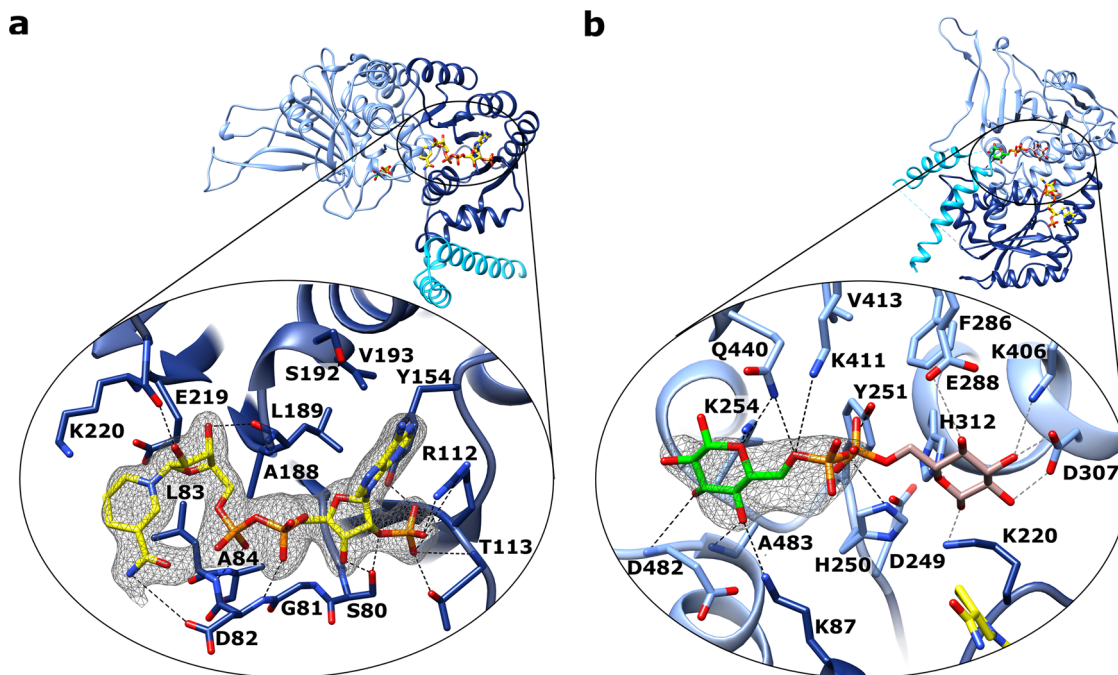 a
b
V193
S192
Y154
E219
K220
L189
R112
A188
L83
T113
A84
G81
S80
D82
V413
F286
Q440
K411
K406
Y251
E288
K254
H312
D307
A483
K220
D482
H250
D249
K87